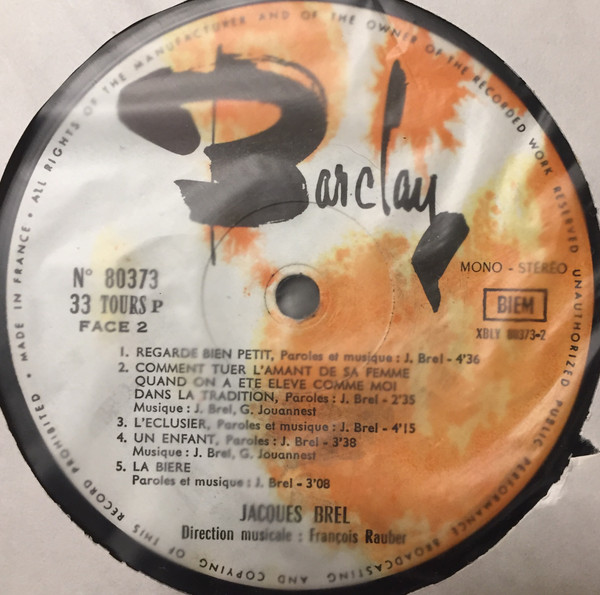 MADE IN FRANCE • ALL RIGHTS OF THE MANUFACTURER AND OF THE OWNER OF THE RECORDED WORK RESERVED UNAUTHORIZED PUBLIC PERFORMANCE BROADCASTING AND COPYING OF THIS RECORD PROHIBITED •
Barclay
N° 80373
33 TOURS P
FACE 2
MONO - STÉRÉO
BIEM
XBLY 80373-2
1. REGARDE BIEN PETIT, Paroles et musique : J. Brel - 4'36
2. COMMENT TUER L'AMANT DE SA FEMME
QUAND ON A ETE ELEVE COMME MOI
DANS LA TRADITION, Paroles : J. Brel - 2'35
Musique : J. Brel, G. Jouannest
3. L'ECLUSIER, Paroles et musique : J. Brel - 4'15
4. UN ENFANT, Paroles : J. Brel - 3'38
Musique : J. Brel, G. Jouannest
5. LA BIERE
Paroles et musique : J. Brel - 3'08
JACQUES BREL
Direction musicale : François Rauber